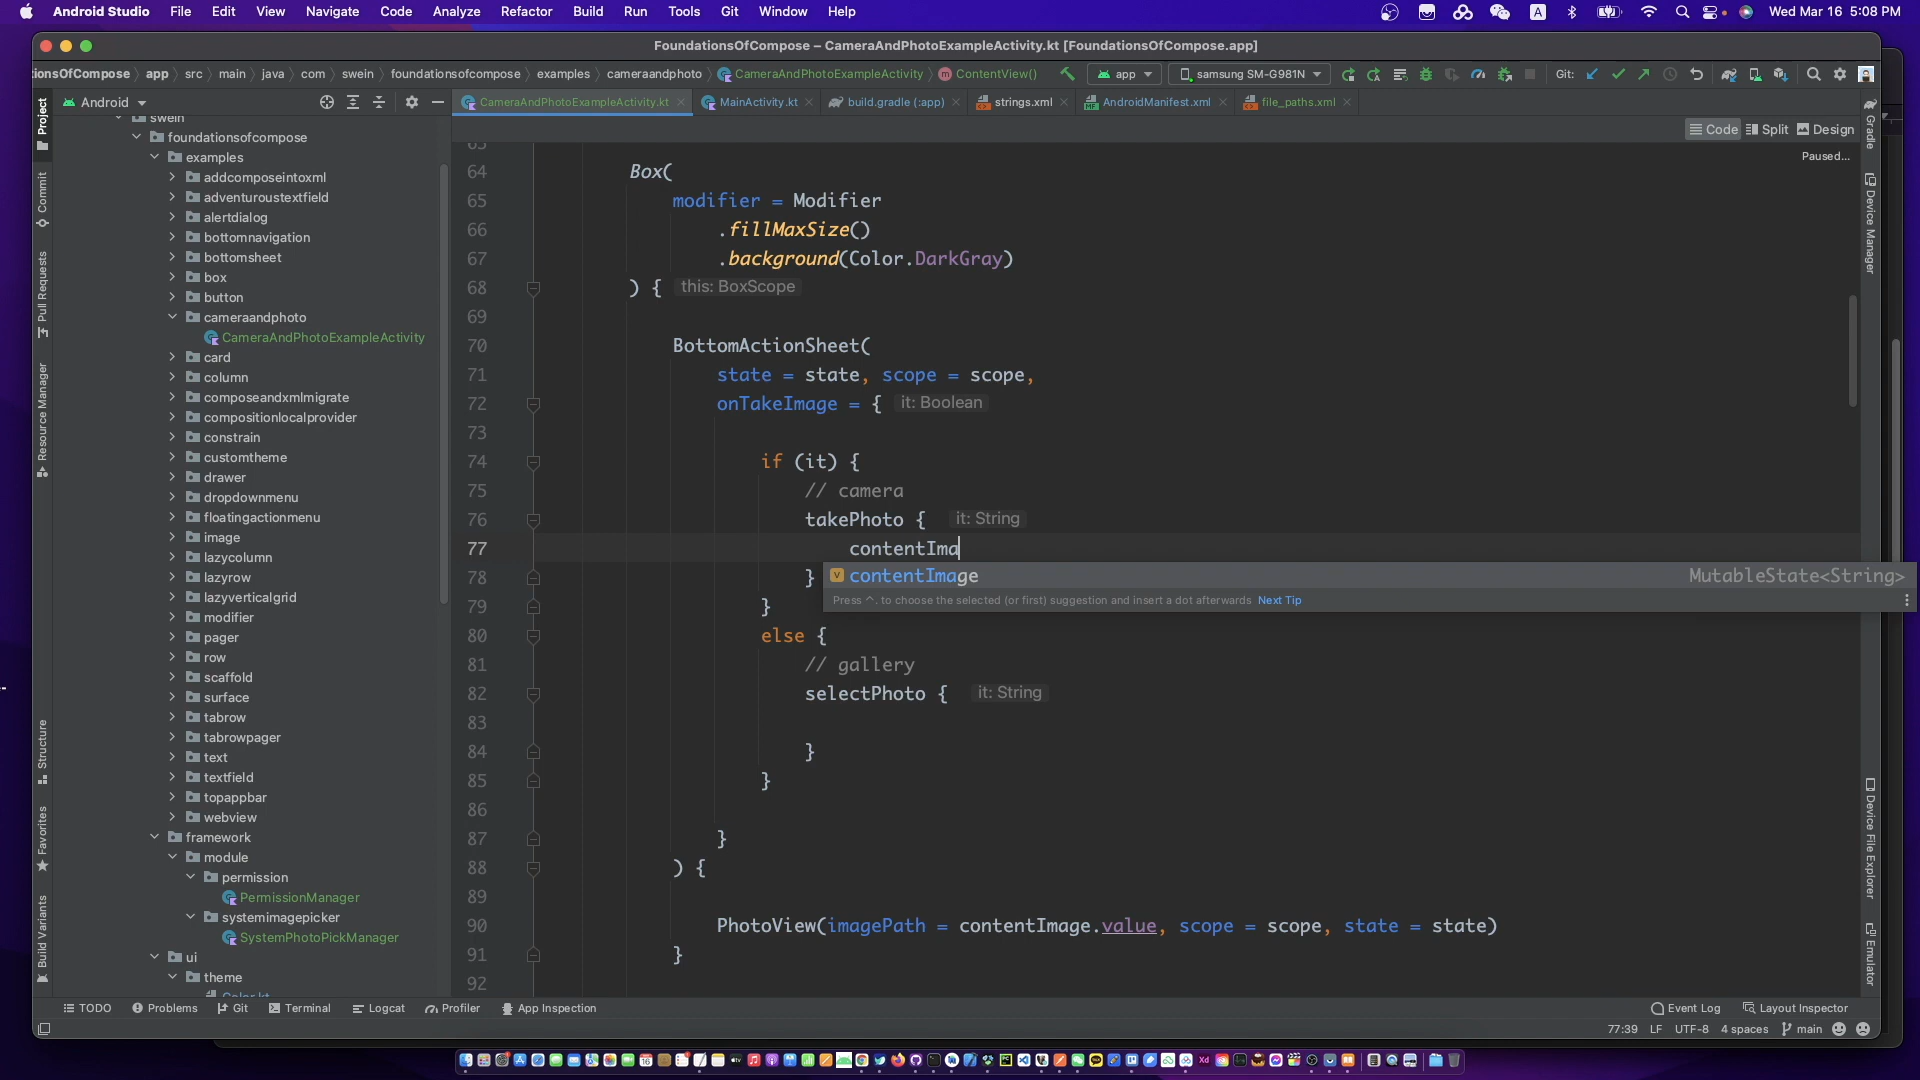 Android Studio File Edit View Navigate Code Analyze Refactor Build Run Tools Git Window Help Wed Mar 16 5:08 PM
FoundationsOfCompose – CameraAndPhotoExampleActivity.kt [FoundationsOfCompose.app]
ionsOfCompose app src main java com swein foundationsofcompose examples cameraandphoto CameraAndPhotoExampleActivity ContentView() app samsung SM-G981N Git:
Android CameraAndPhotoExampleActivity.kt MainActivity.kt build.gradle (:app) strings.xml AndroidManifest.xml file_paths.xml
Code Split Design
Paused...
swein
foundationsofcompose
examples
addcomposeintoxml
adventuroustextfield
alertdialog
bottomnavigation
bottomsheet
box
button
cameraandphoto
CameraAndPhotoExampleActivity
card
column
composeandxmlmigrate
compositionlocalprovider
constrain
customtheme
drawer
dropdownmenu
floatingactionmenu
image
lazycolumn
lazyrow
lazyverticalgrid
modifier
pager
row
scaffold
surface
tabrow
tabrowpager
text
textfield
topappbar
webview
framework
module
permission
PermissionManager
systemimagepicker
SystemPhotoPickManager
ui
theme
Color.kt
63
64 Box(
65 modifier = Modifier
66 .fillMaxSize()
67 .background(Color.DarkGray)
68 ) { this: BoxScope
69
70 BottomActionSheet(
71 state = state, scope = scope,
72 onTakeImage = { it: Boolean
73
74 if (it) {
75 // camera
76 takePhoto { it: String
77 contentIma
contentImage MutableState<String>
Press ^. to choose the selected (or first) suggestion and insert a dot afterwards Next Tip
78 }
79 }
80 else {
81 // gallery
82 selectPhoto { it: String
83
84 }
85 }
86
87 }
88 ) {
89
90 PhotoView(imagePath = contentImage.value, scope = scope, state = state)
91 }
92
Project
Commit
Pull Requests
Resource Manager
Structure
Favorites
Build Variants
Gradle
Device Manager
Device File Explorer
Emulator
TODO Problems Git Terminal Logcat Profiler App Inspection Event Log Layout Inspector
77:39 LF UTF-8 4 spaces main